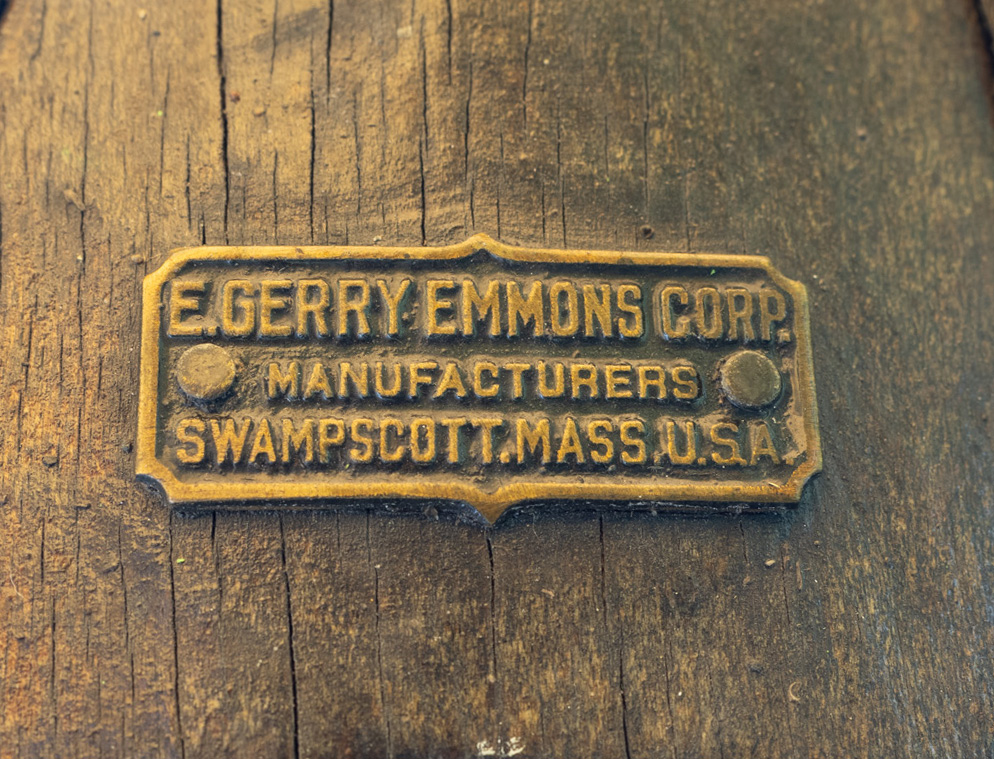 E. GERRY EMMONS CORP.
MANUFACTURERS
SWAMPSCOTT. MASS. U.S.A.